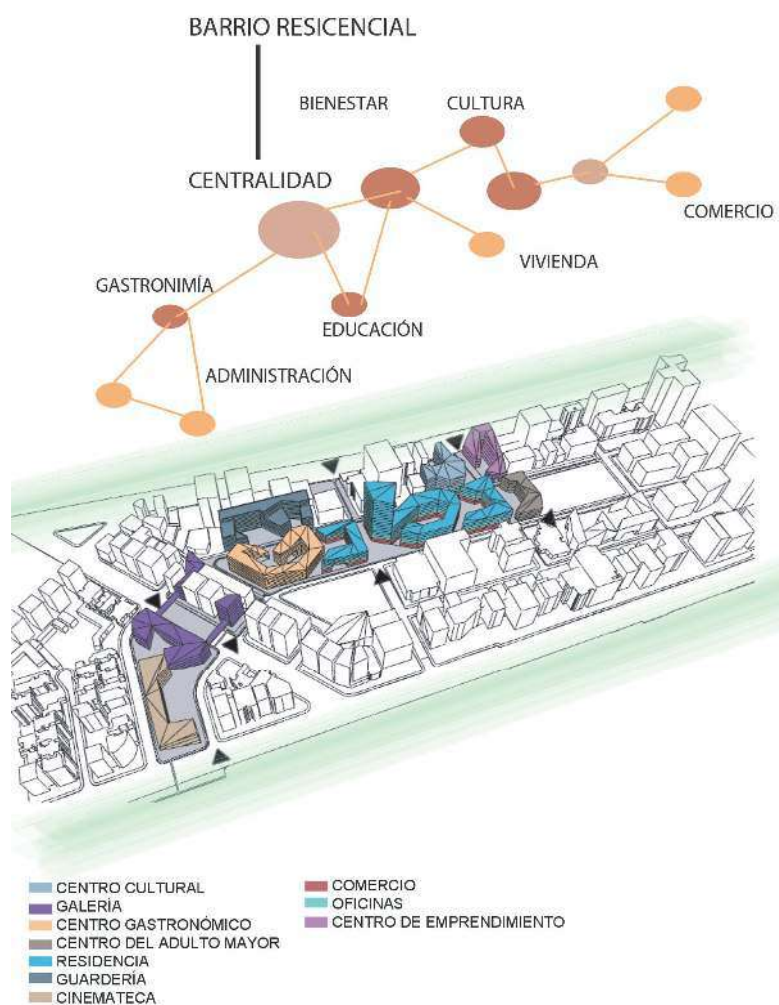 BARRIO RESICENCIAL
BIENESTAR
CULTURA
CENTRALIDAD
COMERCIO
VIVIENDA
GASTRONIMÍA
EDUCACIÓN
ADMINISTRACIÓN
CENTRO CULTURAL
GALERÍA
CENTRO GASTRONÓMICO
CENTRO DEL ADULTO MAYOR
RESIDENCIA
GUARDERÍA
CINEMATECA
COMERCIO
OFICINAS
CENTRO DE EMPRENDIMIENTO